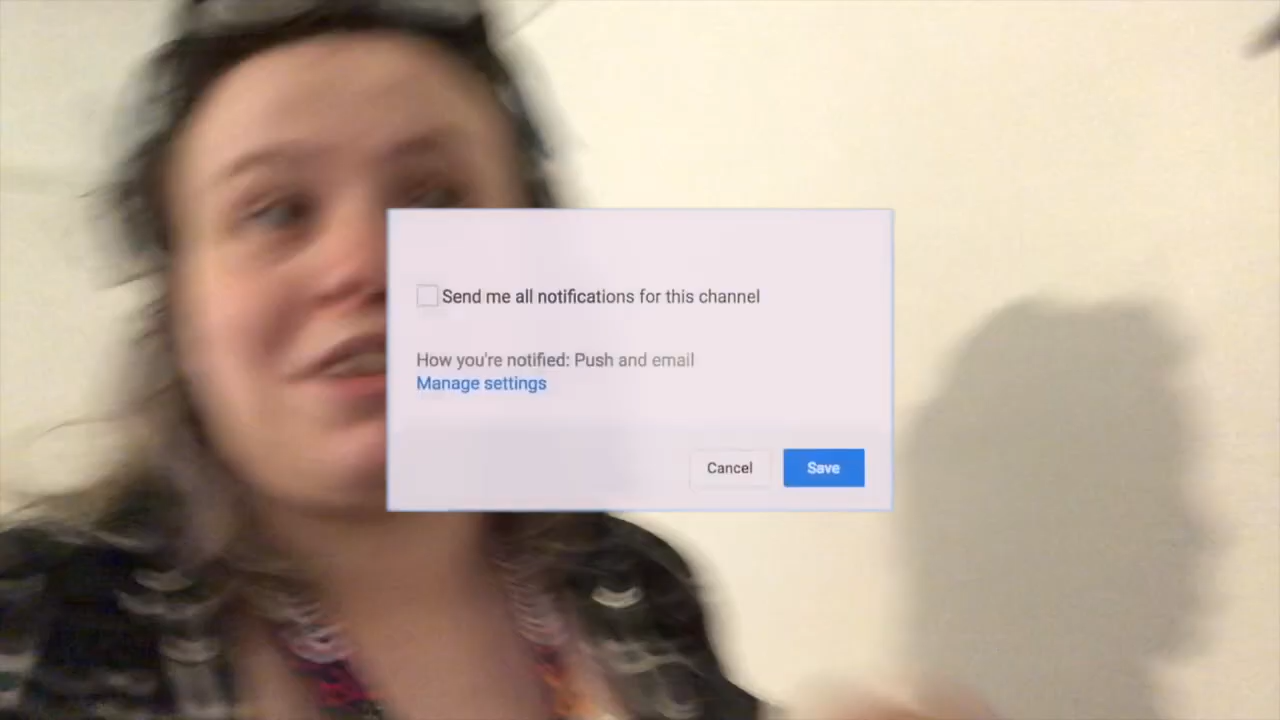 Send me all notifications for this channel
How you're notified: Push and email
Manage settings
Cancel
Save